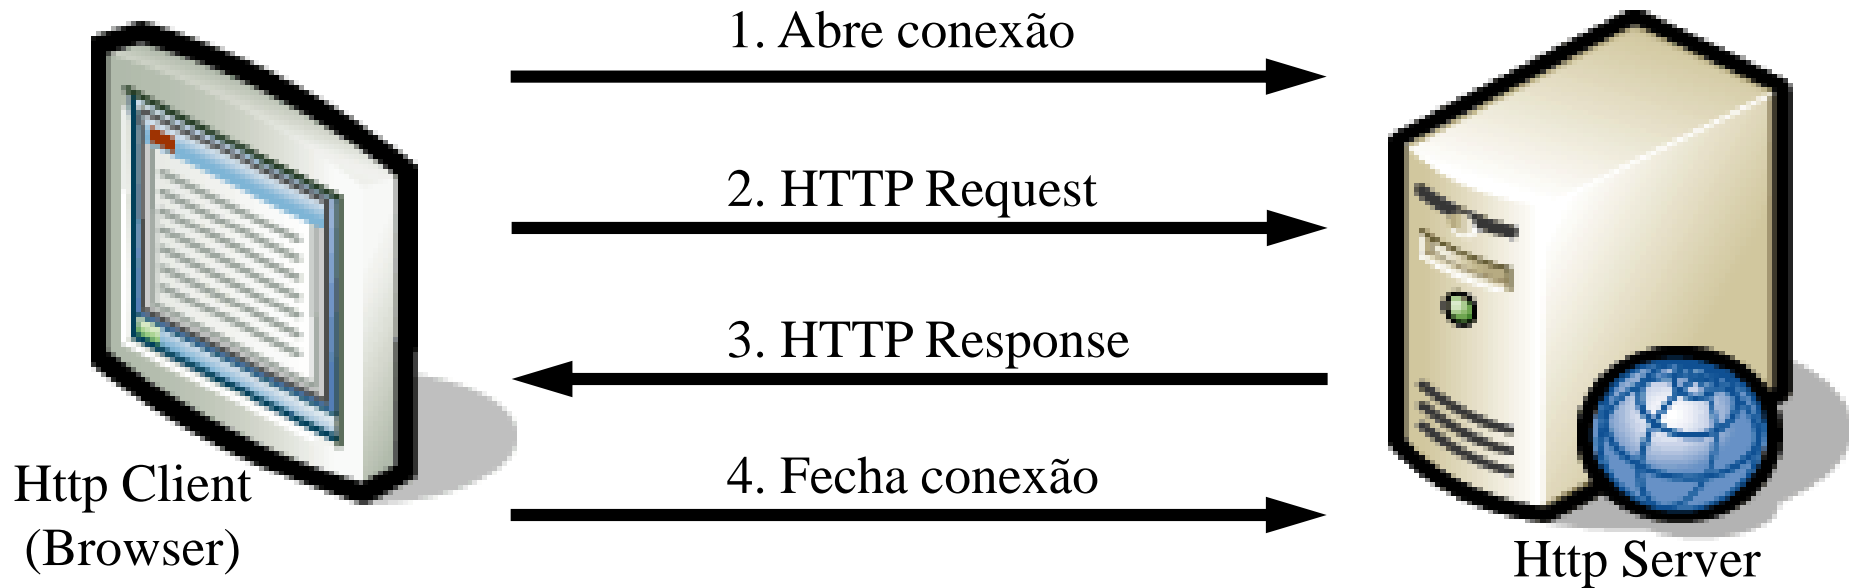 1. Abre conexão
2. HTTP Request
3. HTTP Response
4. Fecha conexão
Http Client
(Browser)
Http Server